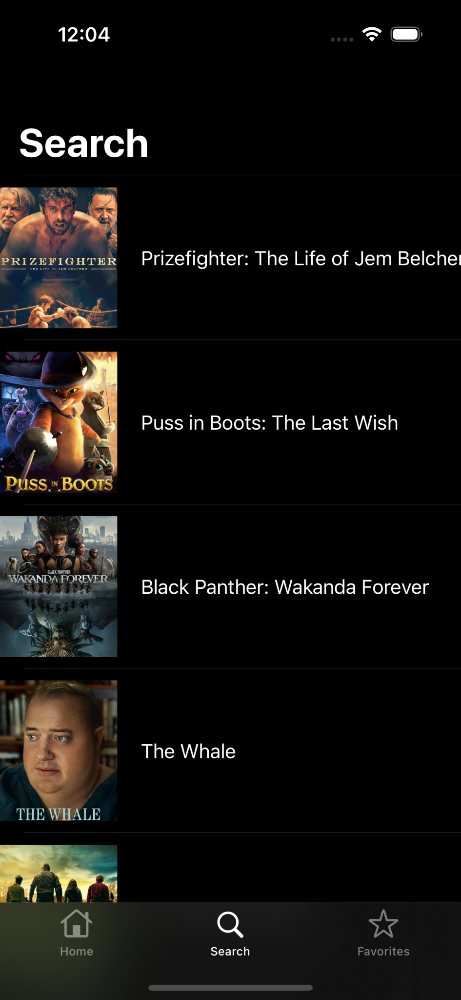 12:04
Search
PRIZEFIGHTER
THE LIFE OF JEM BELCHER
Prizefighter: The Life of Jem Belcher
PUSS IN BOOTS
Puss in Boots: The Last Wish
BLACK PANTHER
WAKANDA FOREVER
Black Panther: Wakanda Forever
THE WHALE
The Whale
Home
Search
Favorites